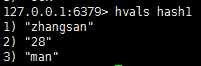 127.0.0.1:6379> hvals hash1
1) "zhangsan"
2) "28"
3) "man"